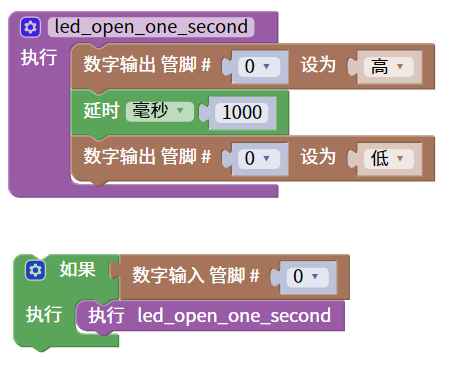 led_open_one_second
执行 数字输出 管脚 # 0 设为 高
延时 毫秒 1000
数字输出 管脚 # 0 设为 低
如果 数字输入 管脚 # 0
执行 执行 led_open_one_second